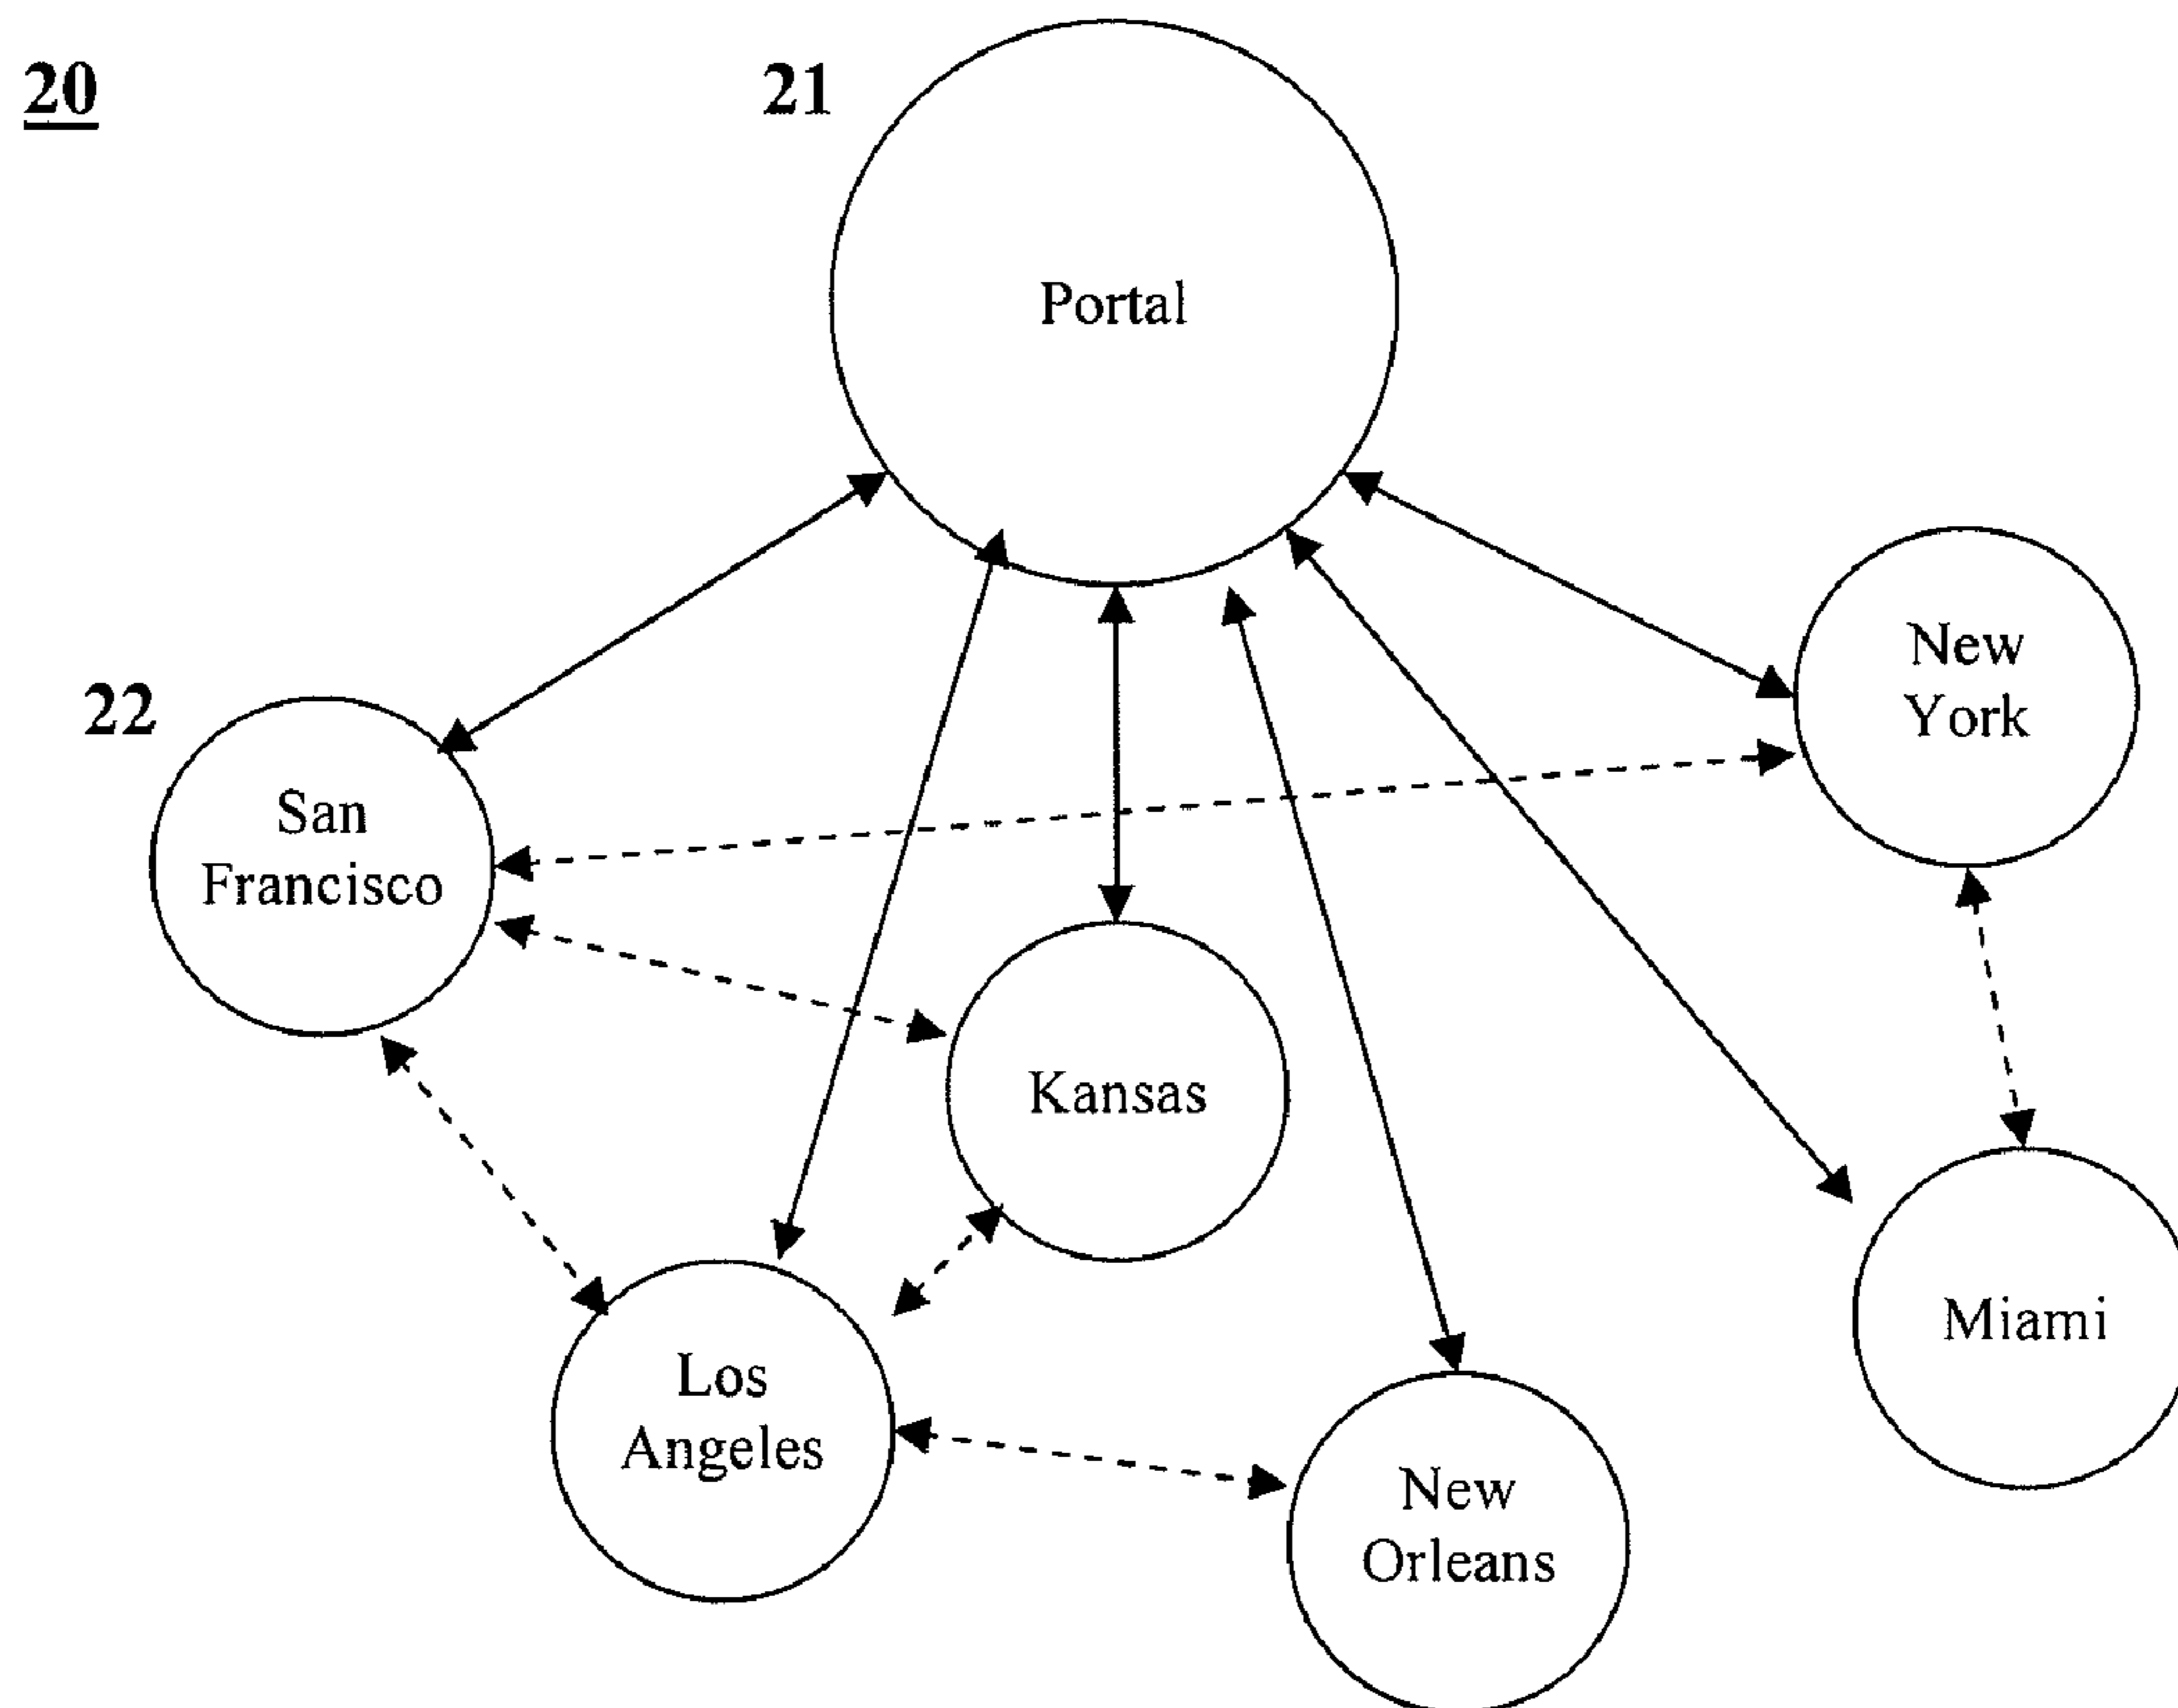 20
21
Portal
New
York
22
San
Francisco
Kansas
Miami
Los
Angeles
New
Orleans